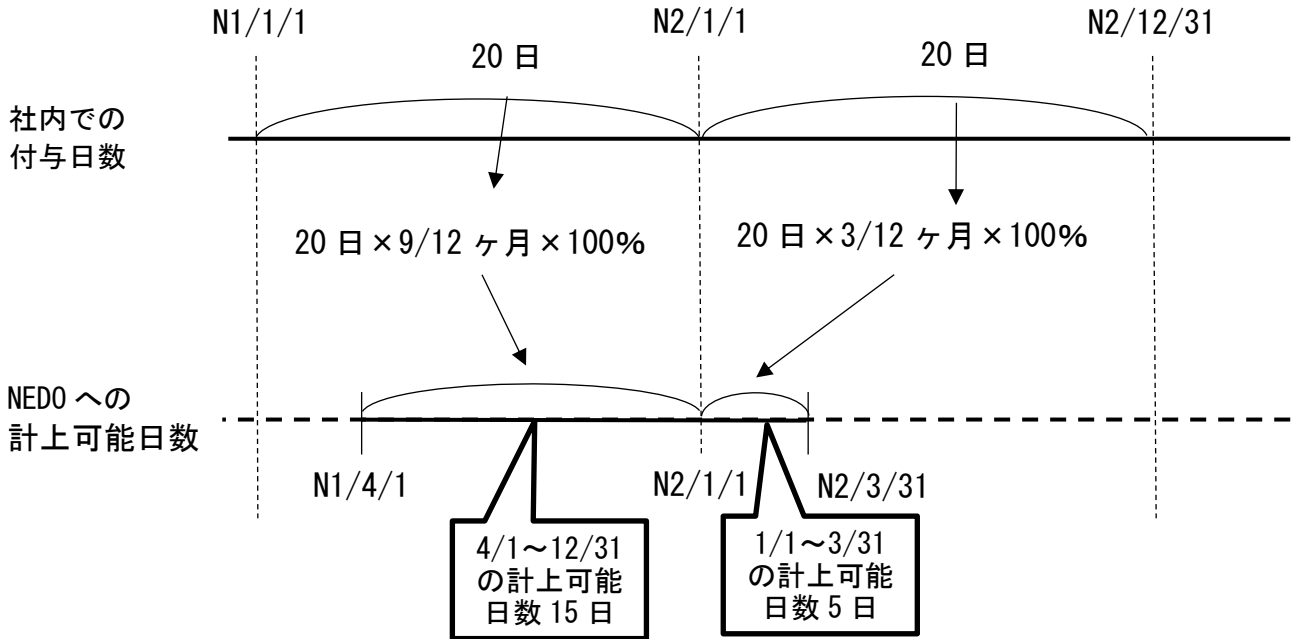 N1/1/1
N2/1/1
N2/12/31
20 日
20 日
社内での
付与日数
20 日×9/12 ヶ月×100%
20 日×3/12 ヶ月×100%
NEDO への
計上可能日数
N1/4/1
N2/1/1
N2/3/31
4/1～12/31
の計上可能
日数 15 日
1/1～3/31
の計上可能
日数 5 日